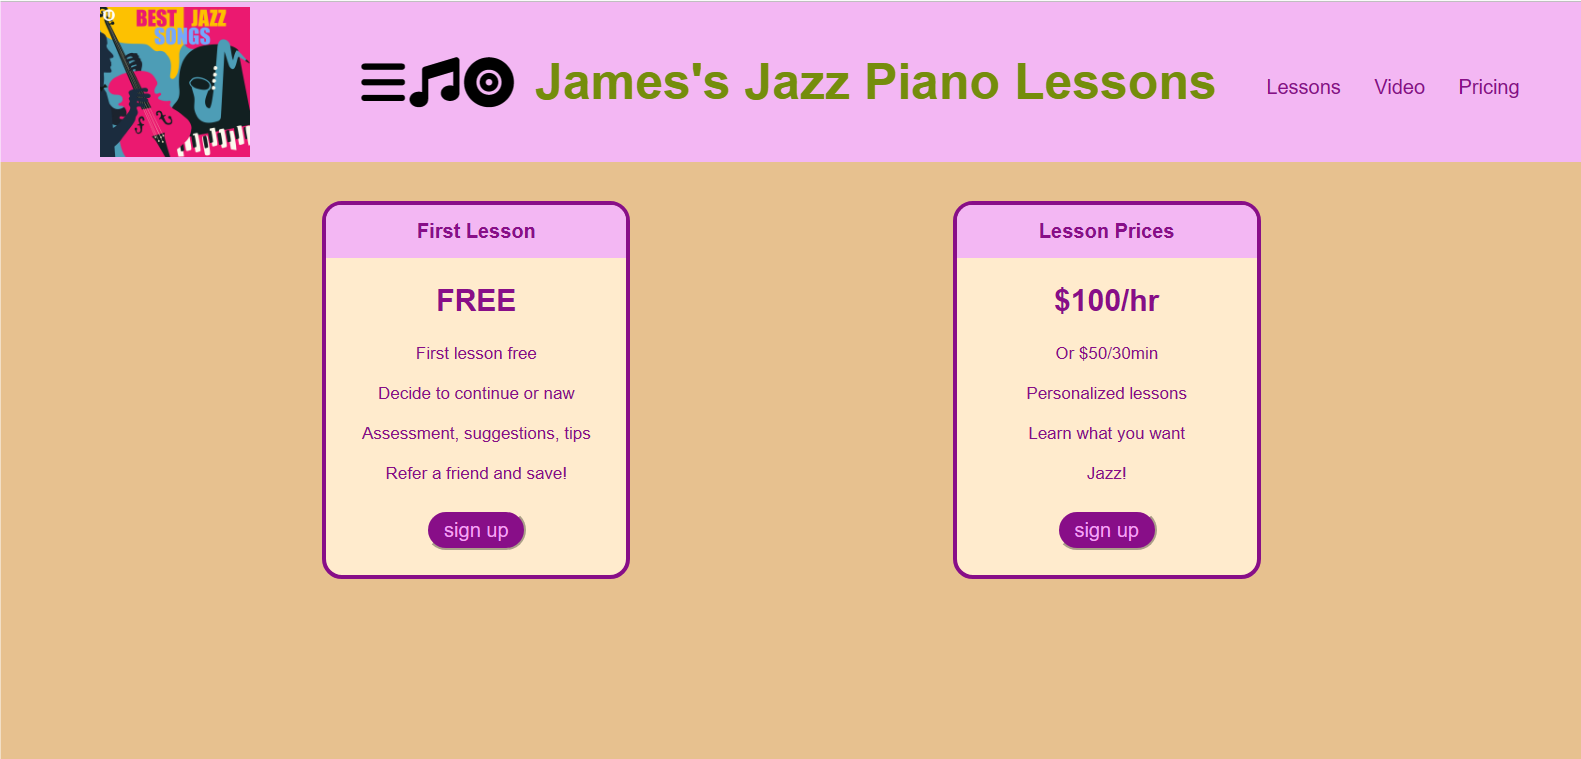 BEST JAZZ
SONGS
James's Jazz Piano Lessons
Lessons Video Pricing
First Lesson
FREE
First lesson free
Decide to continue or naw
Assessment, suggestions, tips
Refer a friend and save!
sign up
Lesson Prices
$100/hr
Or $50/30min
Personalized lessons
Learn what you want
Jazz!
sign up